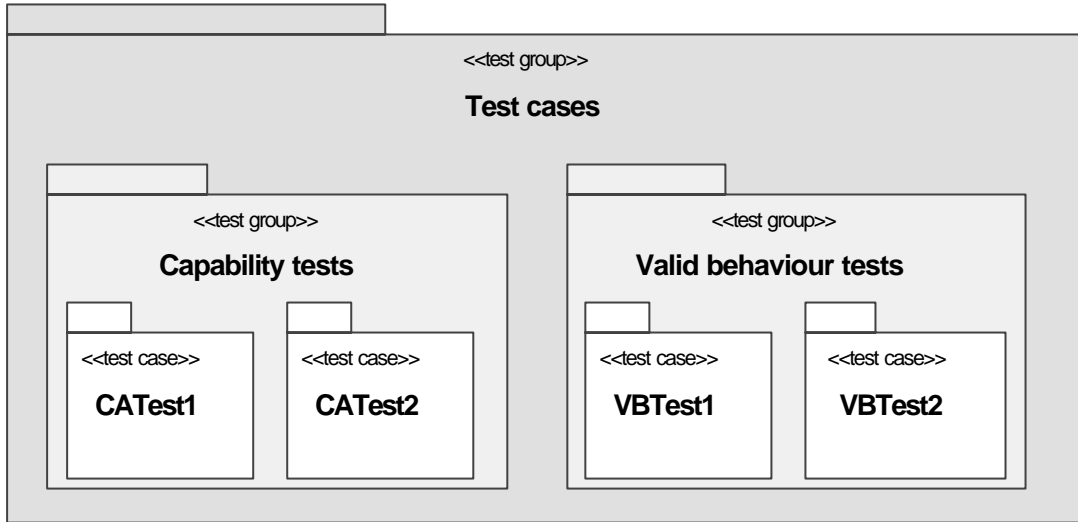 <<test group>>
Test cases
<<test group>>
Capability tests
<<test case>>
CATest1
<<test case>>
CATest2
<<test group>>
Valid behaviour tests
<<test case>>
VBTest1
<<test case>>
VBTest2